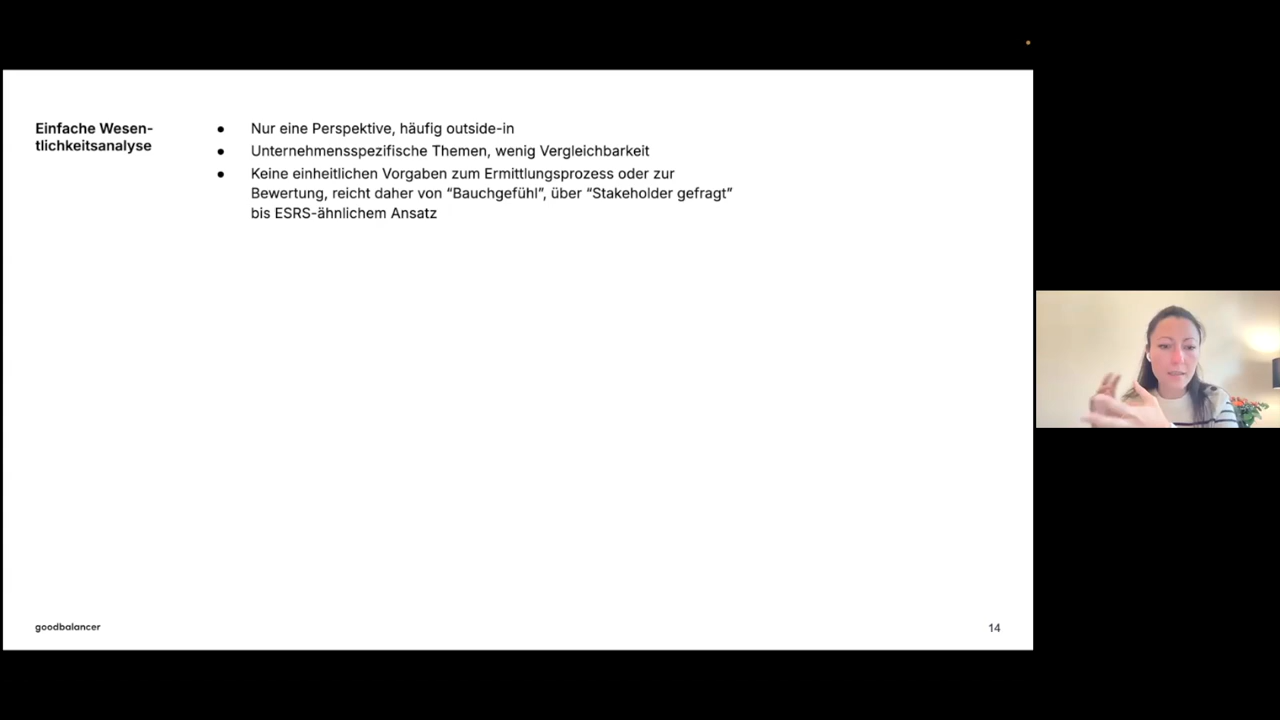 Einfache Wesen-
tlichkeitsanalyse
● Nur eine Perspektive, häufig outside-in
● Unternehmensspezifische Themen, wenig Vergleichbarkeit
● Keine einheitlichen Vorgaben zum Ermittlungsprozess oder zur
Bewertung, reicht daher von “Bauchgefühl”, über “Stakeholder gefragt”
bis ESRS-ähnlichem Ansatz
goodbalancer
14